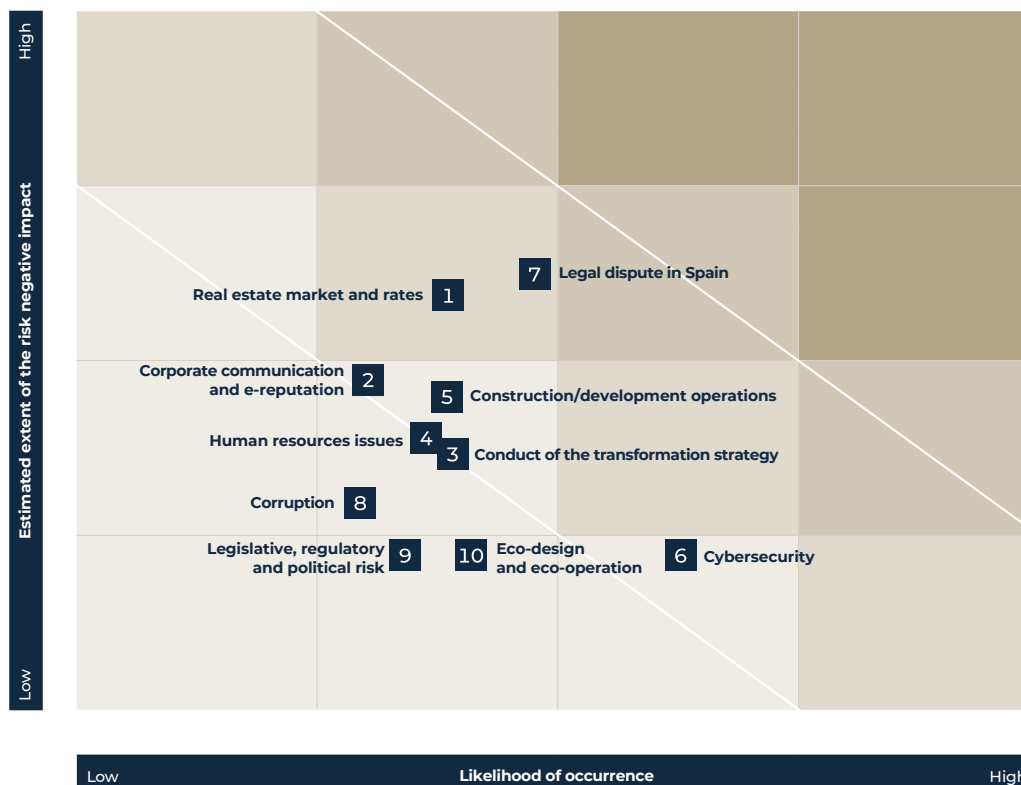 High
Estimated extent of the risk negative impact
Low
7 Legal dispute in Spain
Real estate market and rates 1
Corporate communication
and e-reputation 2
5 Construction/development operations
Human resources issues 4
3 Conduct of the transformation strategy
Corruption 8
Legislative, regulatory
and political risk 9
10 Eco-design
and eco-operation
6 Cybersecurity
Low
Likelihood of occurrence
High